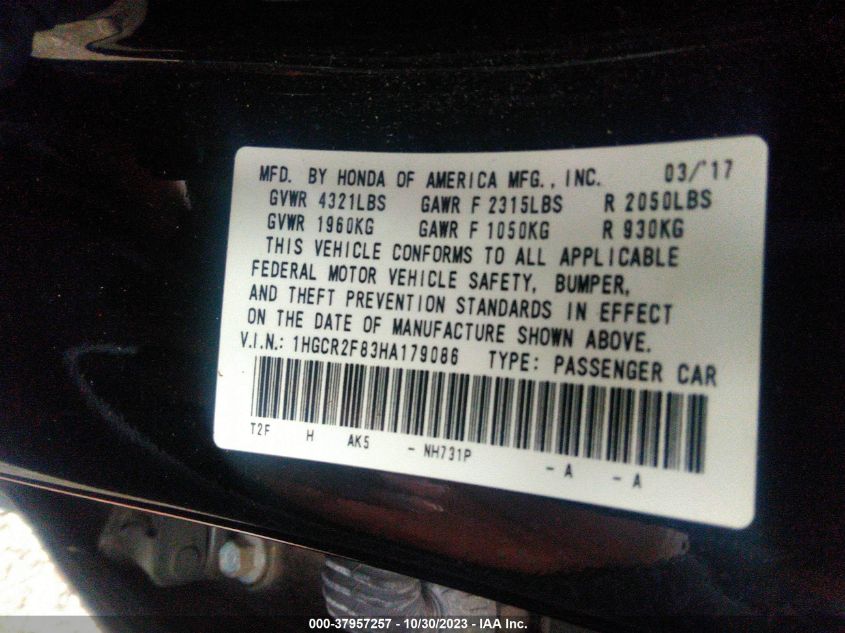 MFD. BY HONDA OF AMERICA MFG., INC. 03/'17
GVWR 4321LBS GAWR F 2315LBS R 2050LBS
GVWR 1960KG GAWR F 1050KG R 930KG
THIS VEHICLE CONFORMS TO ALL APPLICABLE
FEDERAL MOTOR VEHICLE SAFETY, BUMPER,
AND THEFT PREVENTION STANDARDS IN EFFECT
ON THE DATE OF MANUFACTURE SHOWN ABOVE.
V.I.N.: 1HGCR2F83HA179086 TYPE: PASSENGER CAR
T2F H AK5 - NH731P - A - A
000-37957257 - 10/30/2023 - IAA Inc.